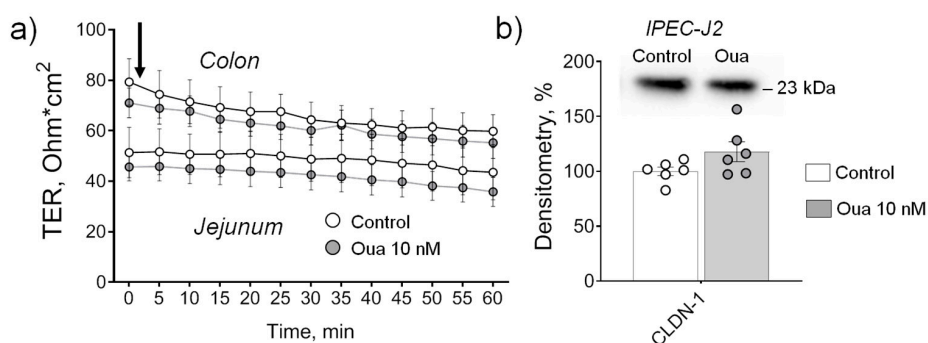 a)
TER, Ohm*cm2
100
80
60
40
20
0
Colon
Jejunum
Control
Oua 10 nM
0 5 10 15 20 25 30 35 40 45 50 55 60
Time, min
b)
IPEC-J2
Control Oua
23 kDa
Densitometry, %
200
150
100
50
0
CLDN-1
Control
Oua 10 nM